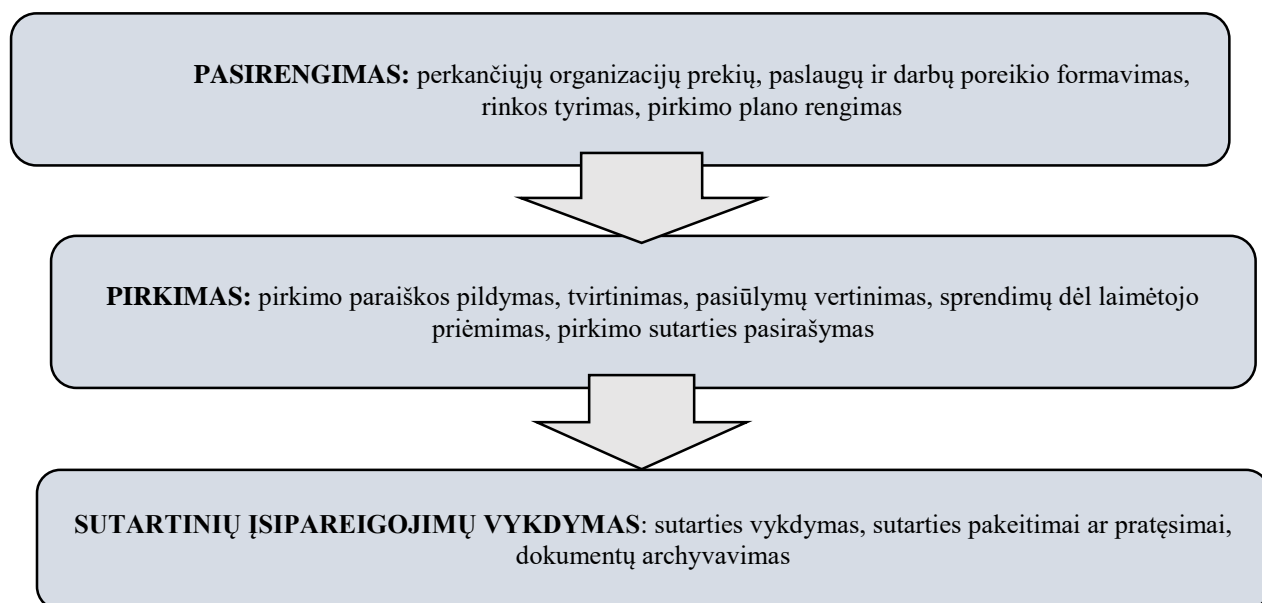 PASIRENGIMAS: perkančiųjų organizacijų prekių, paslaugų ir darbų poreikio formavimas,
rinkos tyrimas, pirkimo plano rengimas
PIRKIMAS: pirkimo paraiškos pildymas, tvirtinimas, pasiūlymų vertinimas, sprendimų dėl laimėtojo
priėmimas, pirkimo sutarties pasirašymas
SUTARTINIŲ ĮSIPAREIGOJIMŲ VYKDYMAS: sutarties vykdymas, sutarties pakeitimai ar pratęsimai,
dokumentų archyvavimas